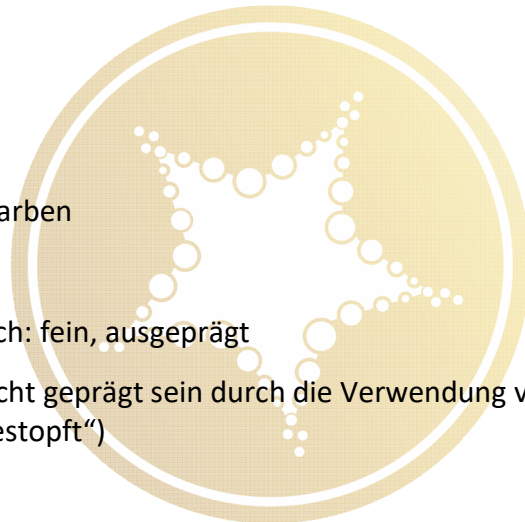 arben
ch: fein, ausgeprägt
cht geprägt sein durch die Verwendung v
estopft“)